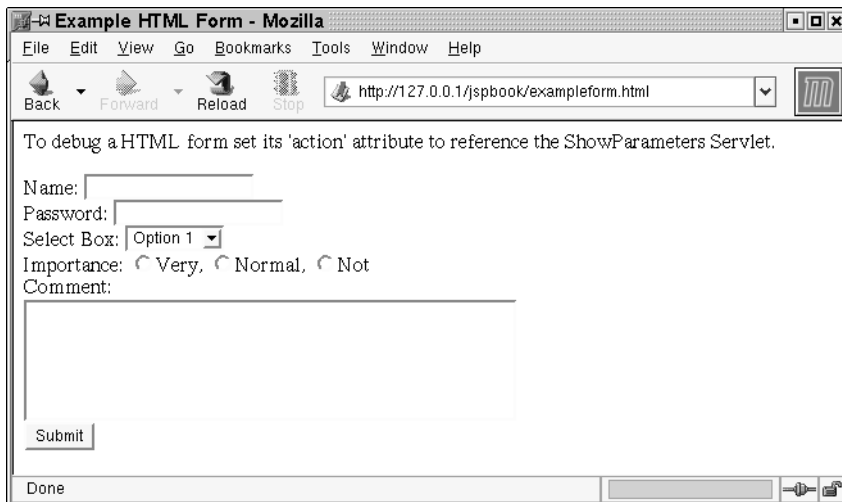 Example HTML Form - Mozilla
File Edit View Go Bookmarks Tools Window Help
Back Forward Reload Stop http://127.0.0.1/jspbook/exampleform.html
To debug a HTML form set its 'action' attribute to reference the ShowParameters Servlet.
Name:
Password:
Select Box: Option 1
Importance: Very, Normal, Not
Comment:
Submit
Done